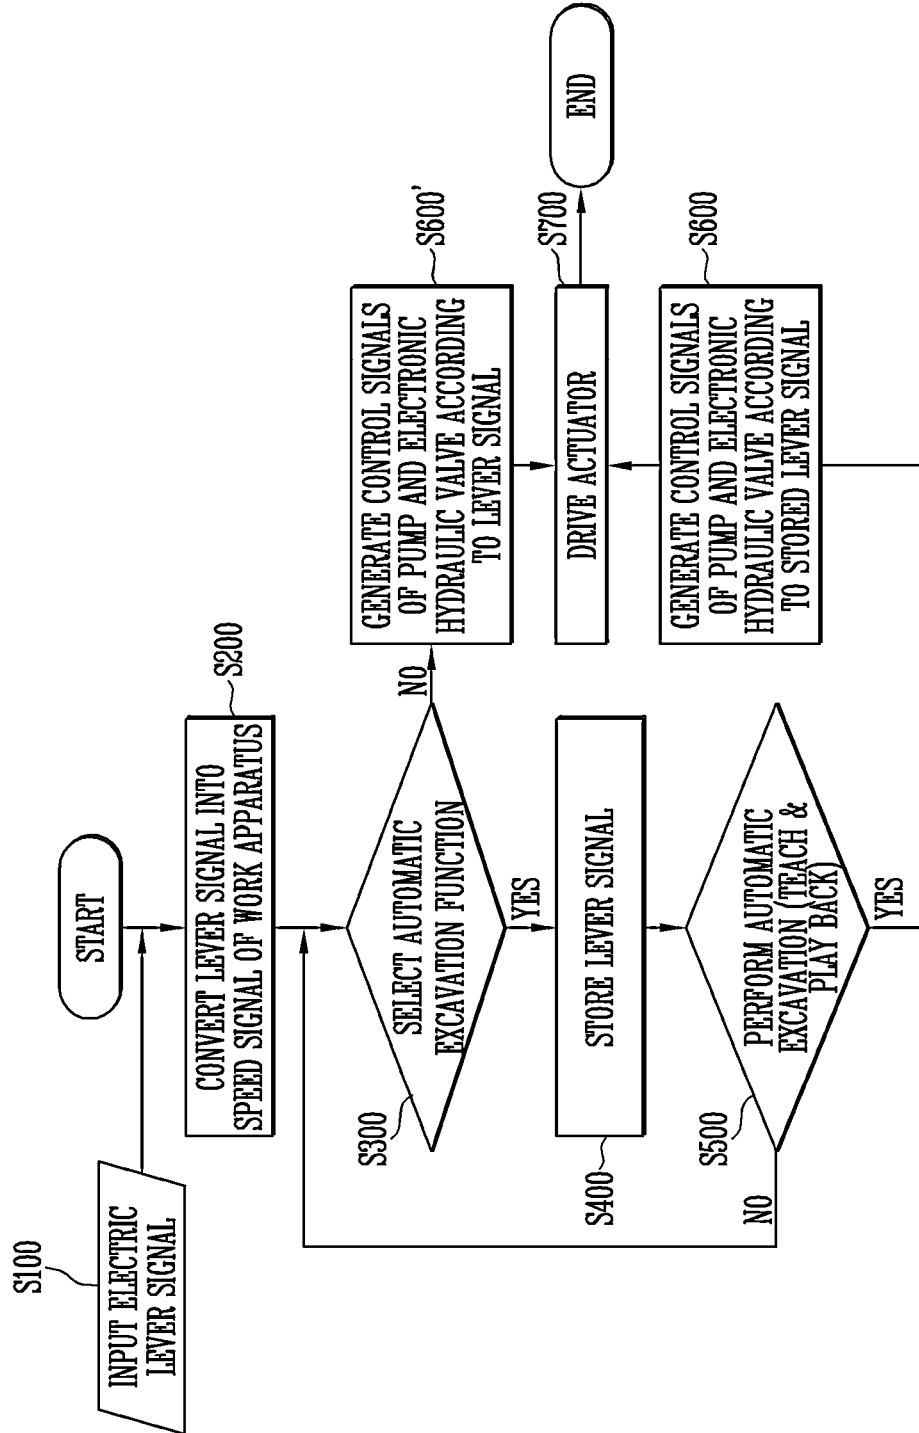 START
S100
INPUT ELECTRIC
LEVER SIGNAL
S200
CONVERT LEVER SIGNAL INTO
SPEED SIGNAL OF WORK APPARATUS
S300
SELECT AUTOMATIC
EXCAVATION FUNCTION
NO
YES
S600'
GENERATE CONTROL SIGNALS
OF PUMP AND ELECTRONIC
HYDRAULIC VALVE ACCORDING
TO LEVER SIGNAL
S400
STORE LEVER SIGNAL
S700
DRIVE ACTUATOR
END
S500
PERFORM AUTOMATIC
EXCAVATION (TEACH &
PLAY BACK)
NO
YES
S600
GENERATE CONTROL SIGNALS
OF PUMP AND ELECTRONIC
HYDRAULIC VALVE ACCORDING
TO STORED LEVER SIGNAL